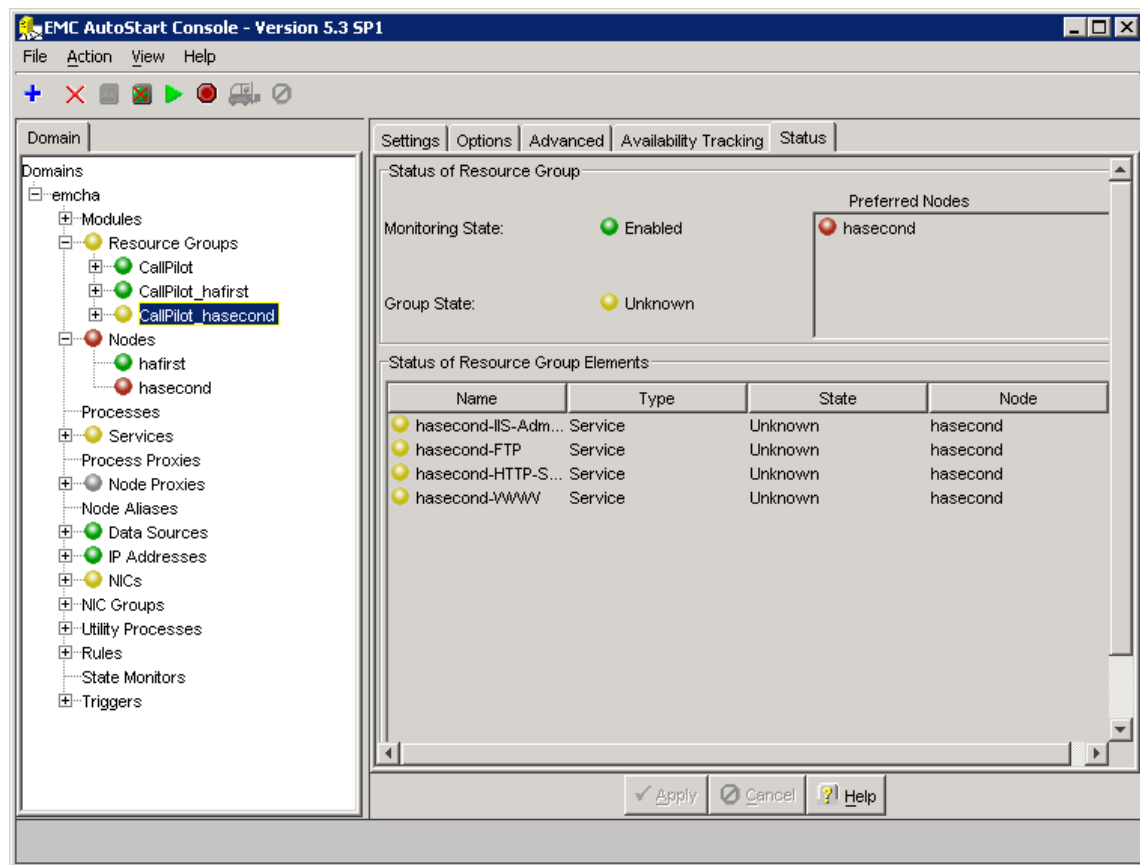 EMC AutoStart Console - Version 5.3 SP1
File Action View Help
Domain
Domains
emcha
Modules
Resource Groups
CallPilot
CallPilot_hafirst
CallPilot_hasecond
Nodes
hafirst
hasecond
Processes
Services
Process Proxies
Node Proxies
Node Aliases
Data Sources
IP Addresses
NICs
NIC Groups
Utility Processes
Rules
State Monitors
Triggers
Settings Options Advanced Availability Tracking Status
Status of Resource Group
Preferred Nodes
Monitoring State: Enabled hasecond
Group State: Unknown
Status of Resource Group Elements
Name Type State Node
hasecond-IIS-Adm... Service Unknown hasecond
hasecond-FTP Service Unknown hasecond
hasecond-HTTP-S... Service Unknown hasecond
hasecond-WWW Service Unknown hasecond
Apply Cancel Help